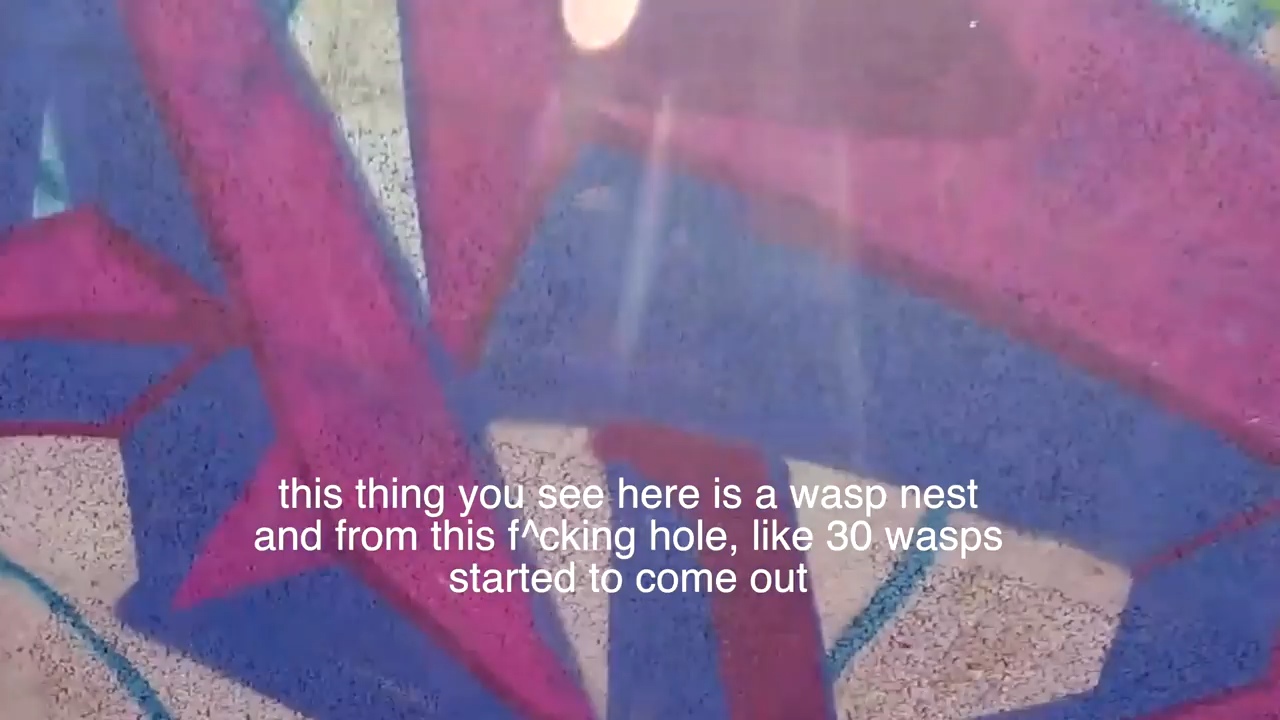 this thing you see here is a wasp nest
and from this f^cking hole, like 30 wasps
started to come out